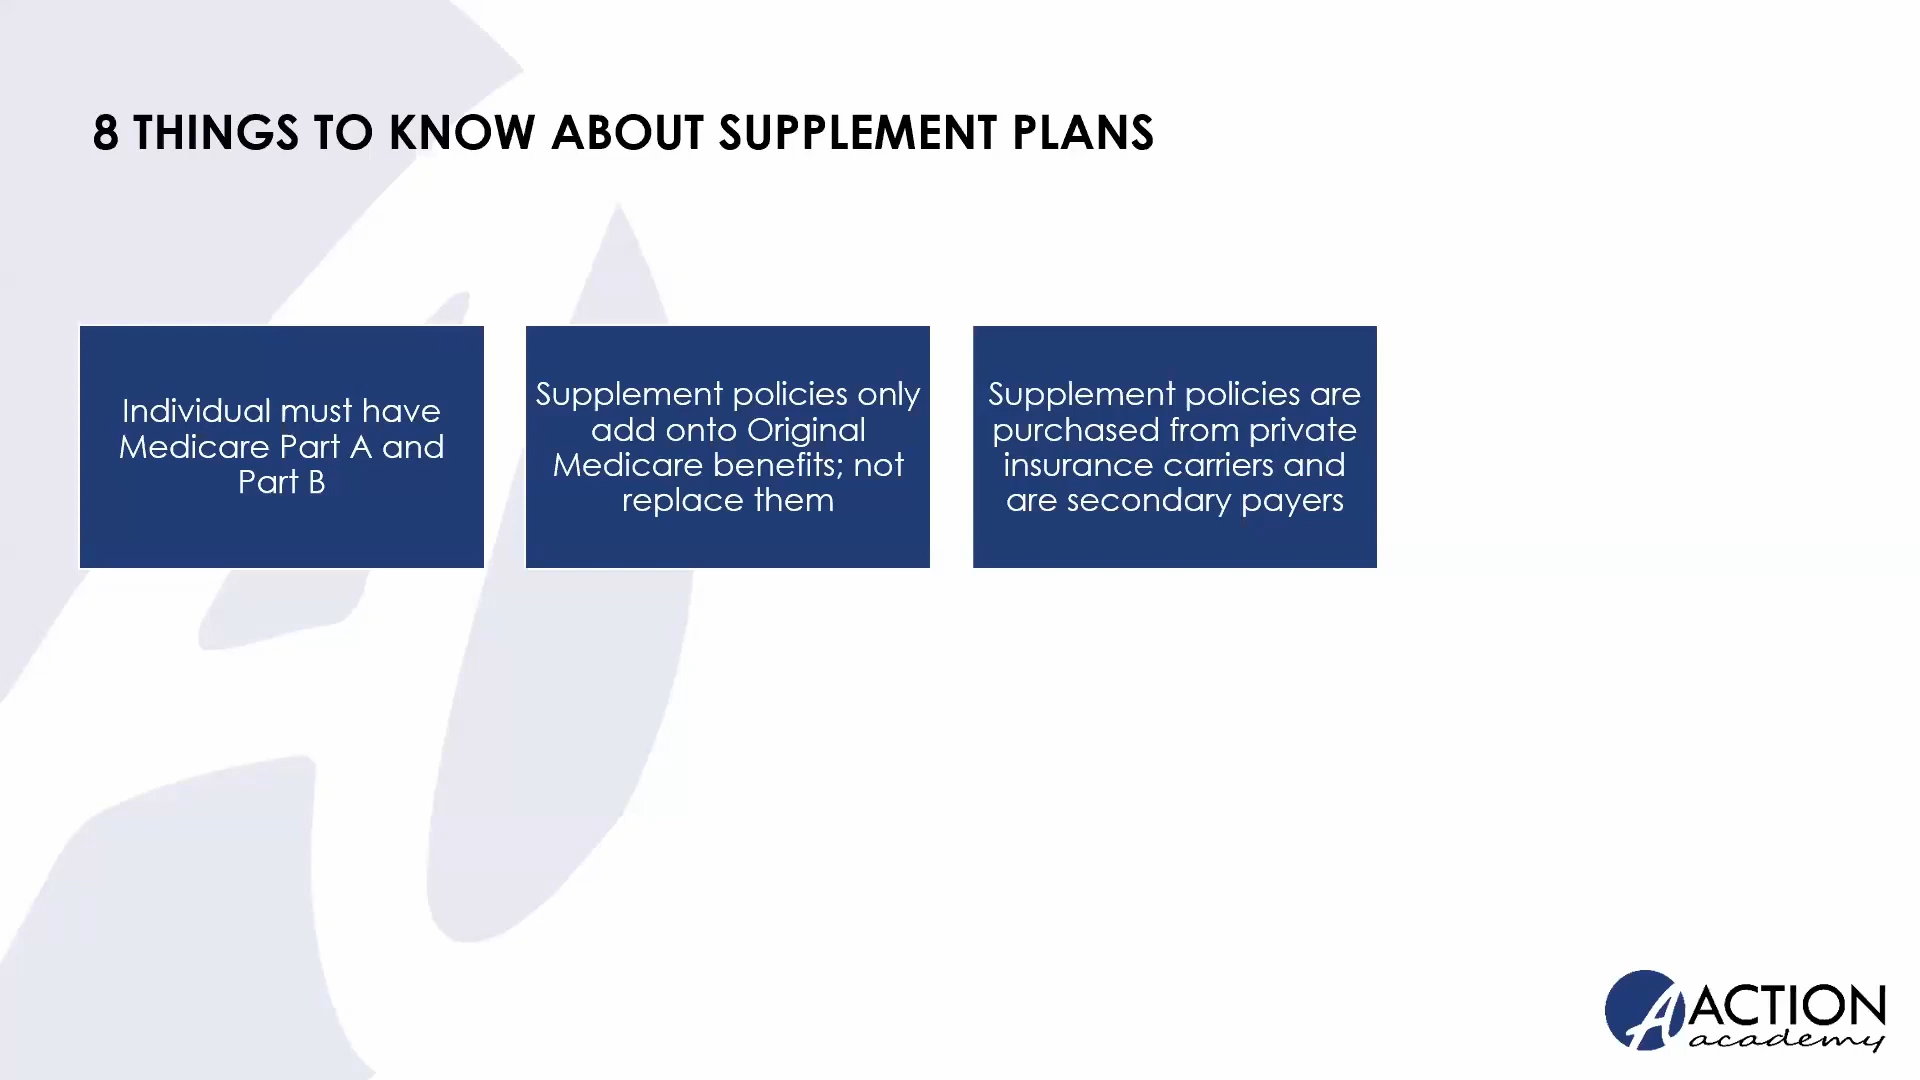 8 THINGS TO KNOW ABOUT SUPPLEMENT PLANS
Individual must have
Medicare Part A and
Part B
Supplement policies only
add onto Original
Medicare benefits; not
replace them
Supplement policies are
purchased from private
insurance carriers and
are secondary payers
ACTION
academy